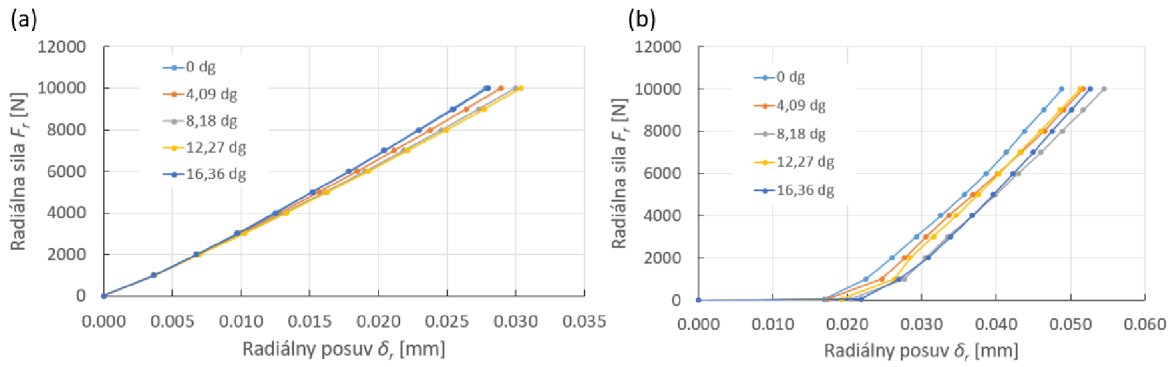 (a)
Radiálna sila Fr [N]
12000
10000
8000
6000
4000
2000
0
0 dg
4,09 dg
8,18 dg
12,27 dg
16,36 dg
0.000 0.005 0.010 0.015 0.020 0.025 0.030 0.035
Radiálny posuv δr [mm]
(b)
Radiálna sila Fr [N]
12000
10000
8000
6000
4000
2000
0
0 dg
4,09 dg
8,18 dg
12,27 dg
16,36 dg
0.000 0.010 0.020 0.030 0.040 0.050 0.060
Radiálny posuv δr [mm]